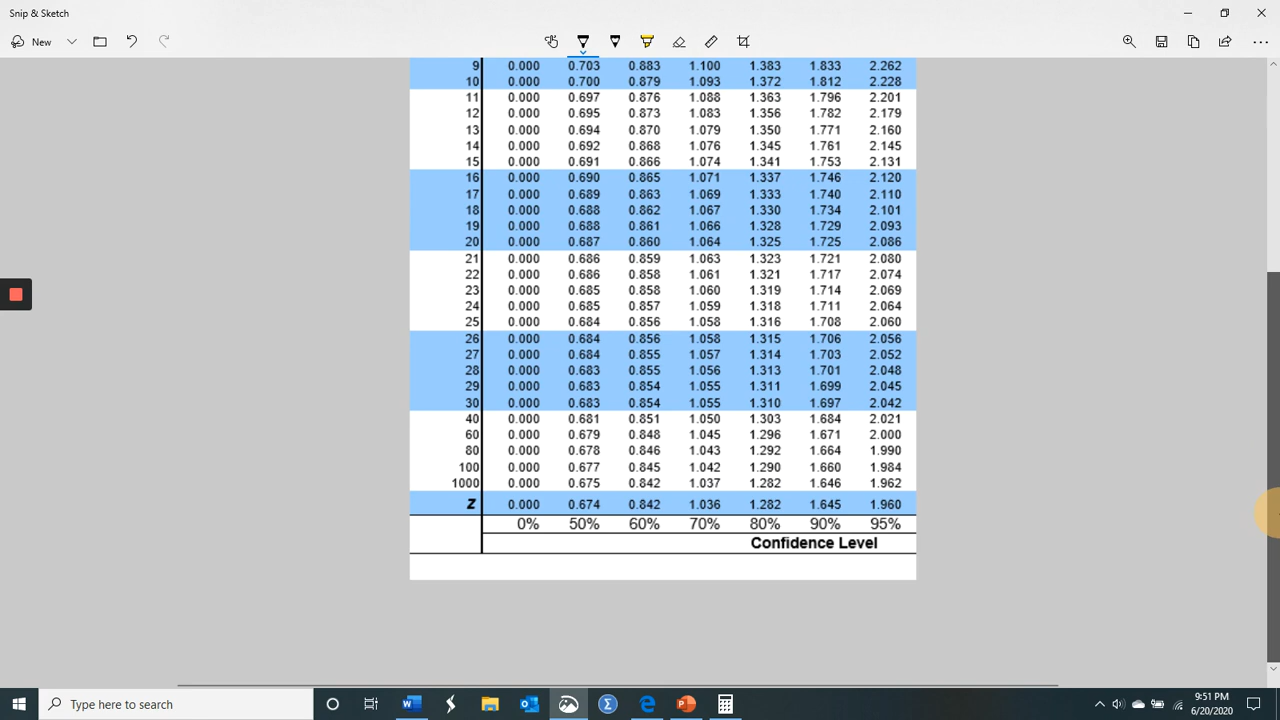 Snip & Sketch
New
9 0.000 0.703 0.883 1.100 1.383 1.833 2.262
10 0.000 0.700 0.879 1.093 1.372 1.812 2.228
11 0.000 0.697 0.876 1.088 1.363 1.796 2.201
12 0.000 0.695 0.873 1.083 1.356 1.782 2.179
13 0.000 0.694 0.870 1.079 1.350 1.771 2.160
14 0.000 0.692 0.868 1.076 1.345 1.761 2.145
15 0.000 0.691 0.866 1.074 1.341 1.753 2.131
16 0.000 0.690 0.865 1.071 1.337 1.746 2.120
17 0.000 0.689 0.863 1.069 1.333 1.740 2.110
18 0.000 0.688 0.862 1.067 1.330 1.734 2.101
19 0.000 0.688 0.861 1.066 1.328 1.729 2.093
20 0.000 0.687 0.860 1.064 1.325 1.725 2.086
21 0.000 0.686 0.859 1.063 1.323 1.721 2.080
22 0.000 0.686 0.858 1.061 1.321 1.717 2.074
23 0.000 0.685 0.858 1.060 1.319 1.714 2.069
24 0.000 0.685 0.857 1.059 1.318 1.711 2.064
25 0.000 0.684 0.856 1.058 1.316 1.708 2.060
26 0.000 0.684 0.856 1.058 1.315 1.706 2.056
27 0.000 0.684 0.855 1.057 1.314 1.703 2.052
28 0.000 0.683 0.855 1.056 1.313 1.701 2.048
29 0.000 0.683 0.854 1.055 1.311 1.699 2.045
30 0.000 0.683 0.854 1.055 1.310 1.697 2.042
40 0.000 0.681 0.851 1.050 1.303 1.684 2.021
60 0.000 0.679 0.848 1.045 1.296 1.671 2.000
80 0.000 0.678 0.846 1.043 1.292 1.664 1.990
100 0.000 0.677 0.845 1.042 1.290 1.660 1.984
1000 0.000 0.675 0.842 1.037 1.282 1.646 1.962
Z 0.000 0.674 0.842 1.036 1.282 1.645 1.960
0% 50% 60% 70% 80% 90% 95%
Confidence Level
Type here to search
9:51 PM
6/20/2020